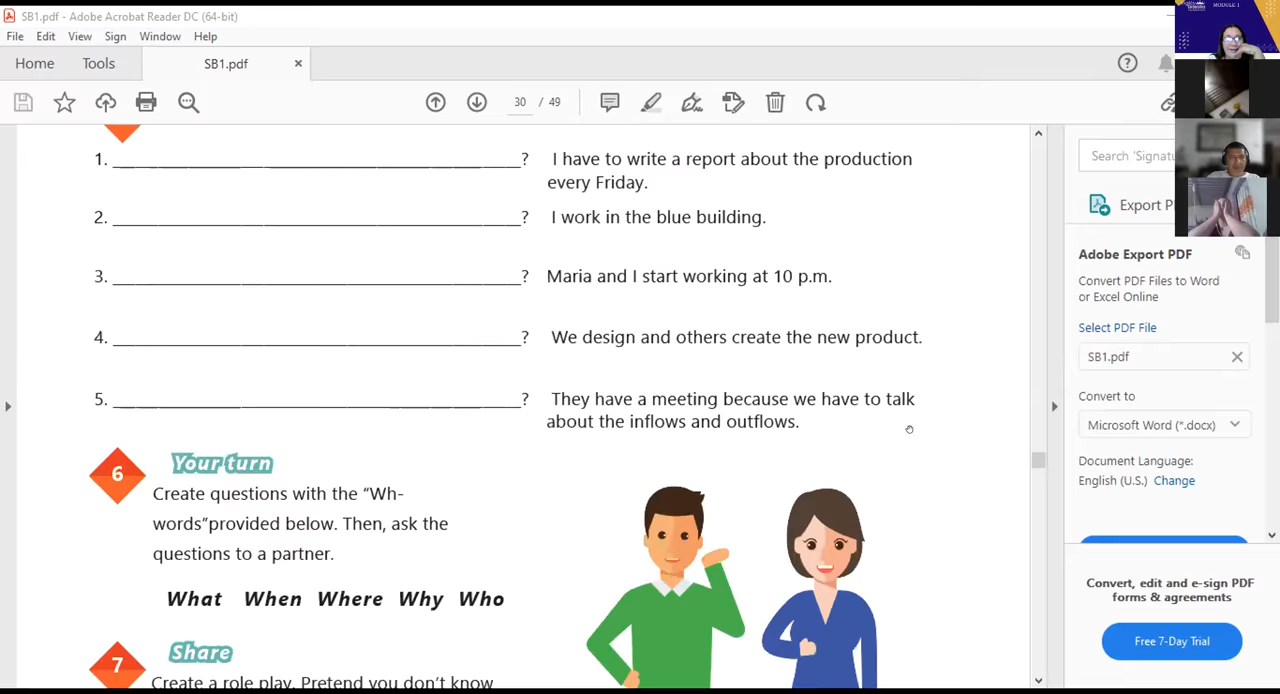 SB1.pdf - Adobe Acrobat Reader DC (64-bit)
File Edit View Sign Window Help
Home Tools SB1.pdf ×
30 / 49
MODULE 1
1. ? I have to write a report about the production
every Friday.
2. ? I work in the blue building.
3. ? Maria and I start working at 10 p.m.
4. ? We design and others create the new product.
5. ? They have a meeting because we have to talk
about the inflows and outflows.
6 Your turn
Create questions with the “Wh-
words”provided below. Then, ask the
questions to a partner.
What When Where Why Who
7 Share
Create a role play. Pretend you don’t know
Search 'Signatu
Export P
Adobe Export PDF
Convert PDF Files to Word
or Excel Online
Select PDF File
SB1.pdf
Convert to
Microsoft Word (*.docx)
Document Language:
English (U.S.) Change
Convert, edit and e-sign PDF
forms & agreements
Free 7-Day Trial